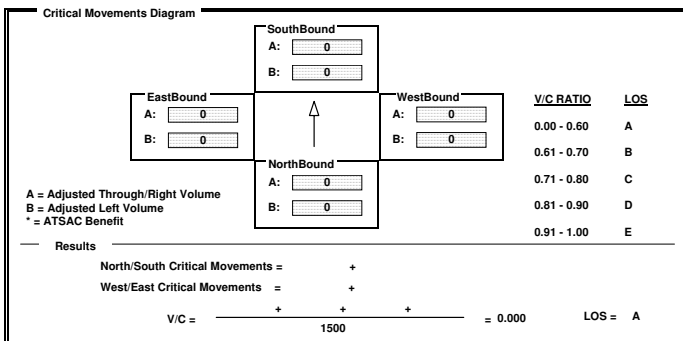 Critical Movements Diagram
SouthBound
A: 0
B: 0
EastBound
A: 0
B: 0
WestBound
A: 0
B: 0
NorthBound
A: 0
B: 0
V/C RATIO LOS
0.00 - 0.60 A
0.61 - 0.70 B
0.71 - 0.80 C
0.81 - 0.90 D
0.91 - 1.00 E
A = Adjusted Through/Right Volume
B = Adjusted Left Volume
* = ATSAC Benefit
Results
North/South Critical Movements = +
West/East Critical Movements = +
V/C = + + + = 0.000 LOS = A
1500